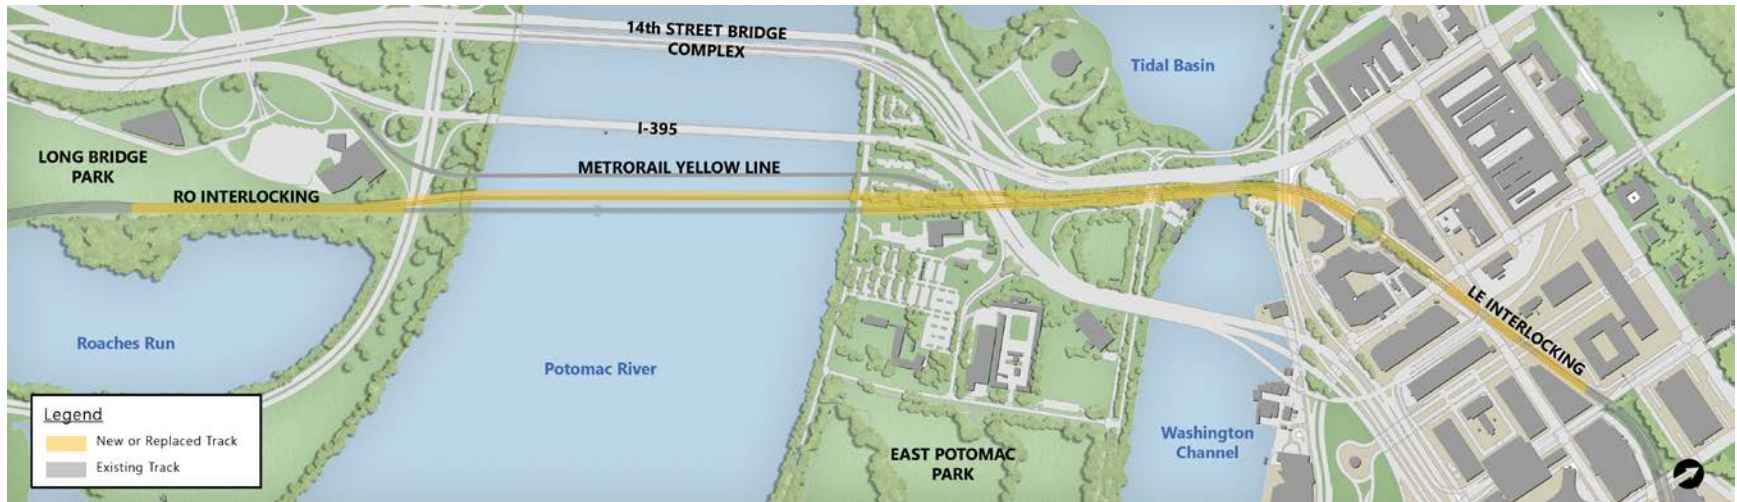 14th STREET BRIDGE
COMPLEX
Tidal Basin
I-395
LONG BRIDGE
PARK
METRORAIL YELLOW LINE
RO INTERLOCKING
LE INTERLOCKING
Roaches Run
Potomac River
Legend
New or Replaced Track
Existing Track
EAST POTOMAC
PARK
Washington
Channel